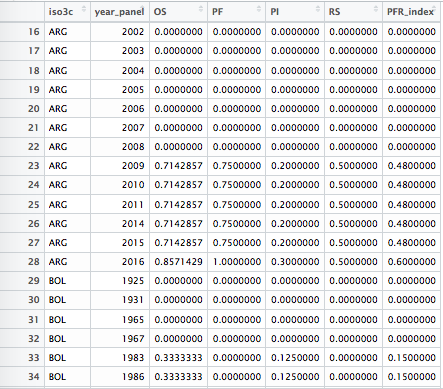 iso3c year_panel OS PF PI RS PFR_index
16 ARG 2002 0.0000000 0.0000000 0.0000000 0.0000000 0.0000000
17 ARG 2003 0.0000000 0.0000000 0.0000000 0.0000000 0.0000000
18 ARG 2004 0.0000000 0.0000000 0.0000000 0.0000000 0.0000000
19 ARG 2005 0.0000000 0.0000000 0.0000000 0.0000000 0.0000000
20 ARG 2006 0.0000000 0.0000000 0.0000000 0.0000000 0.0000000
21 ARG 2007 0.0000000 0.0000000 0.0000000 0.0000000 0.0000000
22 ARG 2008 0.0000000 0.0000000 0.0000000 0.0000000 0.0000000
23 ARG 2009 0.7142857 0.7500000 0.2000000 0.5000000 0.4800000
24 ARG 2010 0.7142857 0.7500000 0.2000000 0.5000000 0.4800000
25 ARG 2011 0.7142857 0.7500000 0.2000000 0.5000000 0.4800000
26 ARG 2014 0.7142857 0.7500000 0.2000000 0.5000000 0.4800000
27 ARG 2015 0.7142857 0.7500000 0.2000000 0.5000000 0.4800000
28 ARG 2016 0.8571429 1.0000000 0.3000000 0.5000000 0.6000000
29 BOL 1925 0.0000000 0.0000000 0.0000000 0.0000000 0.0000000
30 BOL 1931 0.0000000 0.0000000 0.0000000 0.0000000 0.0000000
31 BOL 1965 0.0000000 0.0000000 0.0000000 0.0000000 0.0000000
32 BOL 1967 0.0000000 0.0000000 0.0000000 0.0000000 0.0000000
33 BOL 1983 0.3333333 0.0000000 0.1250000 0.0000000 0.1500000
34 BOL 1986 0.3333333 0.0000000 0.1250000 0.0000000 0.1500000